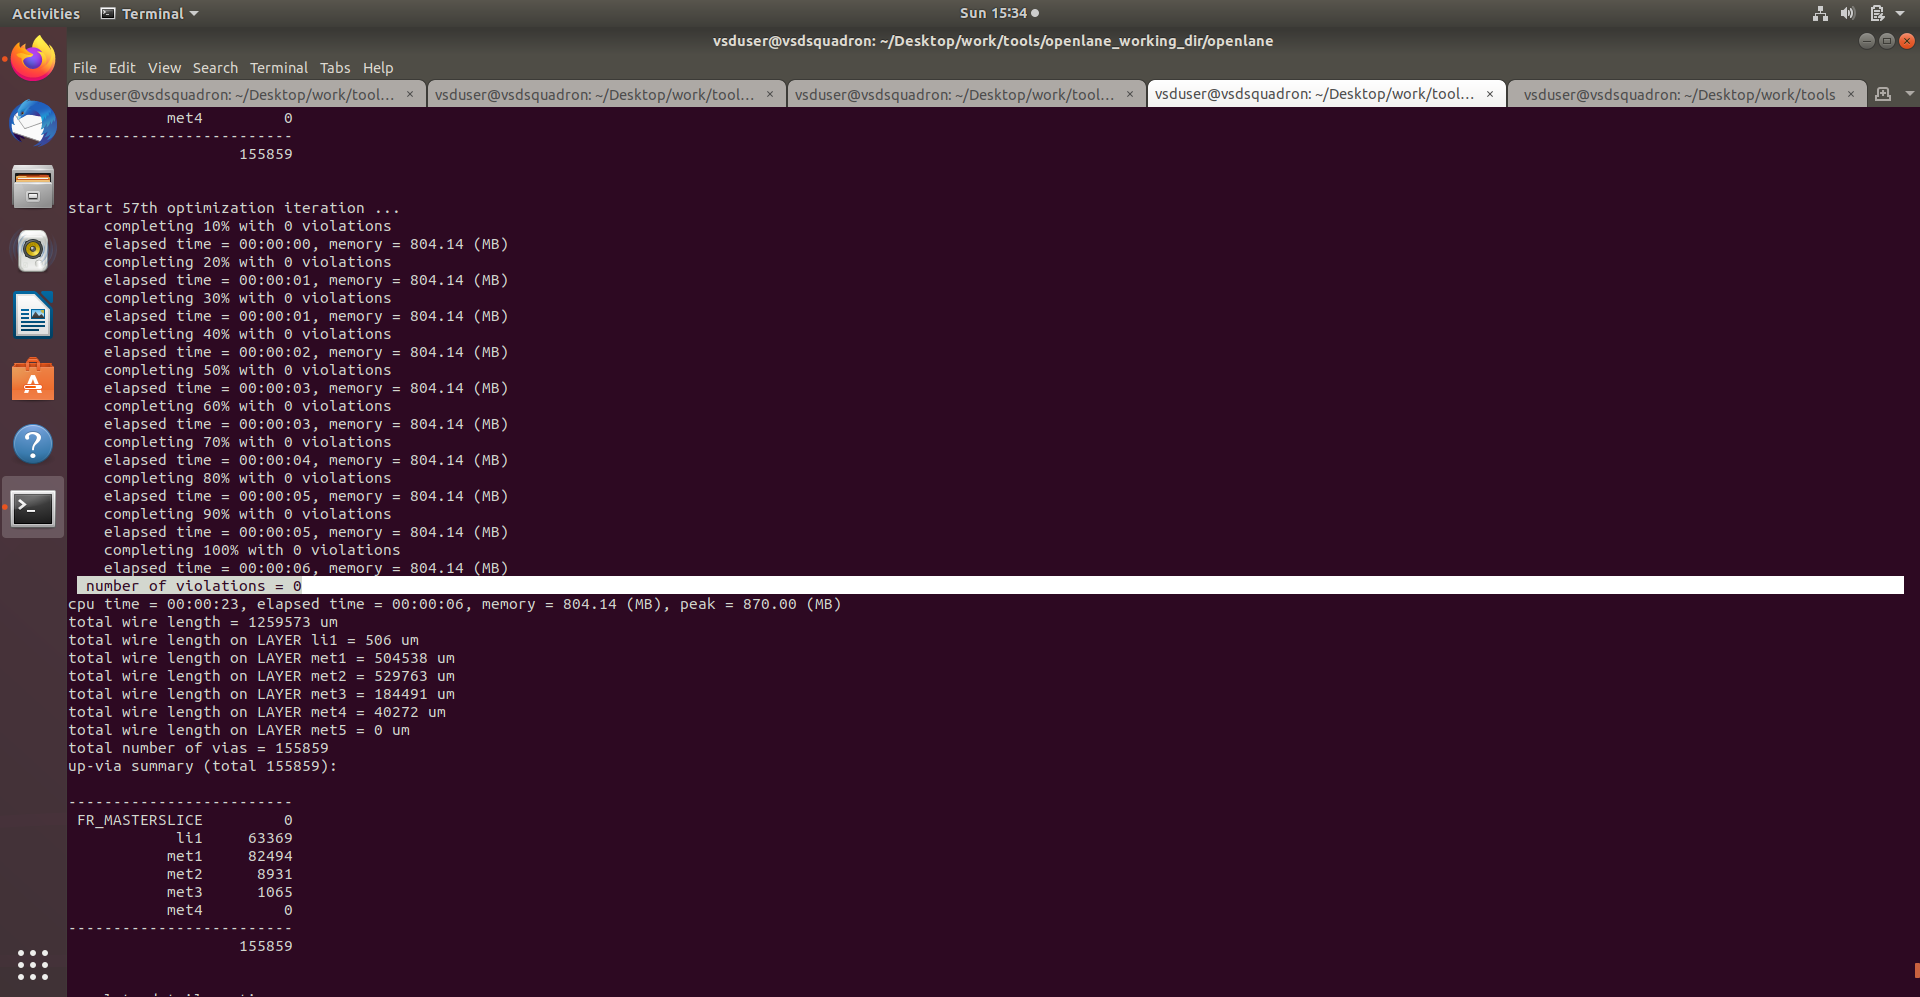 Activities Terminal Sun 15:34
vsduser@vsdsquadron: ~/Desktop/work/tools/openlane_working_dir/openlane
File Edit View Search Terminal Tabs Help
vsduser@vsdsquadron: ~/Desktop/work/tool... × vsduser@vsdsquadron: ~/Desktop/work/tool... × vsduser@vsdsquadron: ~/Desktop/work/tool... × vsduser@vsdsquadron: ~/Desktop/work/tool... × vsduser@vsdsquadron: ~/Desktop/work/tools ×
met4 0
-------------------------
155859
start 57th optimization iteration ...
completing 10% with 0 violations
elapsed time = 00:00:00, memory = 804.14 (MB)
completing 20% with 0 violations
elapsed time = 00:00:01, memory = 804.14 (MB)
completing 30% with 0 violations
elapsed time = 00:00:01, memory = 804.14 (MB)
completing 40% with 0 violations
elapsed time = 00:00:02, memory = 804.14 (MB)
completing 50% with 0 violations
elapsed time = 00:00:03, memory = 804.14 (MB)
completing 60% with 0 violations
elapsed time = 00:00:03, memory = 804.14 (MB)
completing 70% with 0 violations
elapsed time = 00:00:04, memory = 804.14 (MB)
completing 80% with 0 violations
elapsed time = 00:00:05, memory = 804.14 (MB)
completing 90% with 0 violations
elapsed time = 00:00:05, memory = 804.14 (MB)
completing 100% with 0 violations
elapsed time = 00:00:06, memory = 804.14 (MB)
number of violations = 0
cpu time = 00:00:23, elapsed time = 00:00:06, memory = 804.14 (MB), peak = 870.00 (MB)
total wire length = 1259573 um
total wire length on LAYER li1 = 506 um
total wire length on LAYER met1 = 504538 um
total wire length on LAYER met2 = 529763 um
total wire length on LAYER met3 = 184491 um
total wire length on LAYER met4 = 40272 um
total wire length on LAYER met5 = 0 um
total number of vias = 155859
up-via summary (total 155859):
-------------------------
FR_MASTERSLICE 0
li1 63369
met1 82494
met2 8931
met3 1065
met4 0
-------------------------
155859